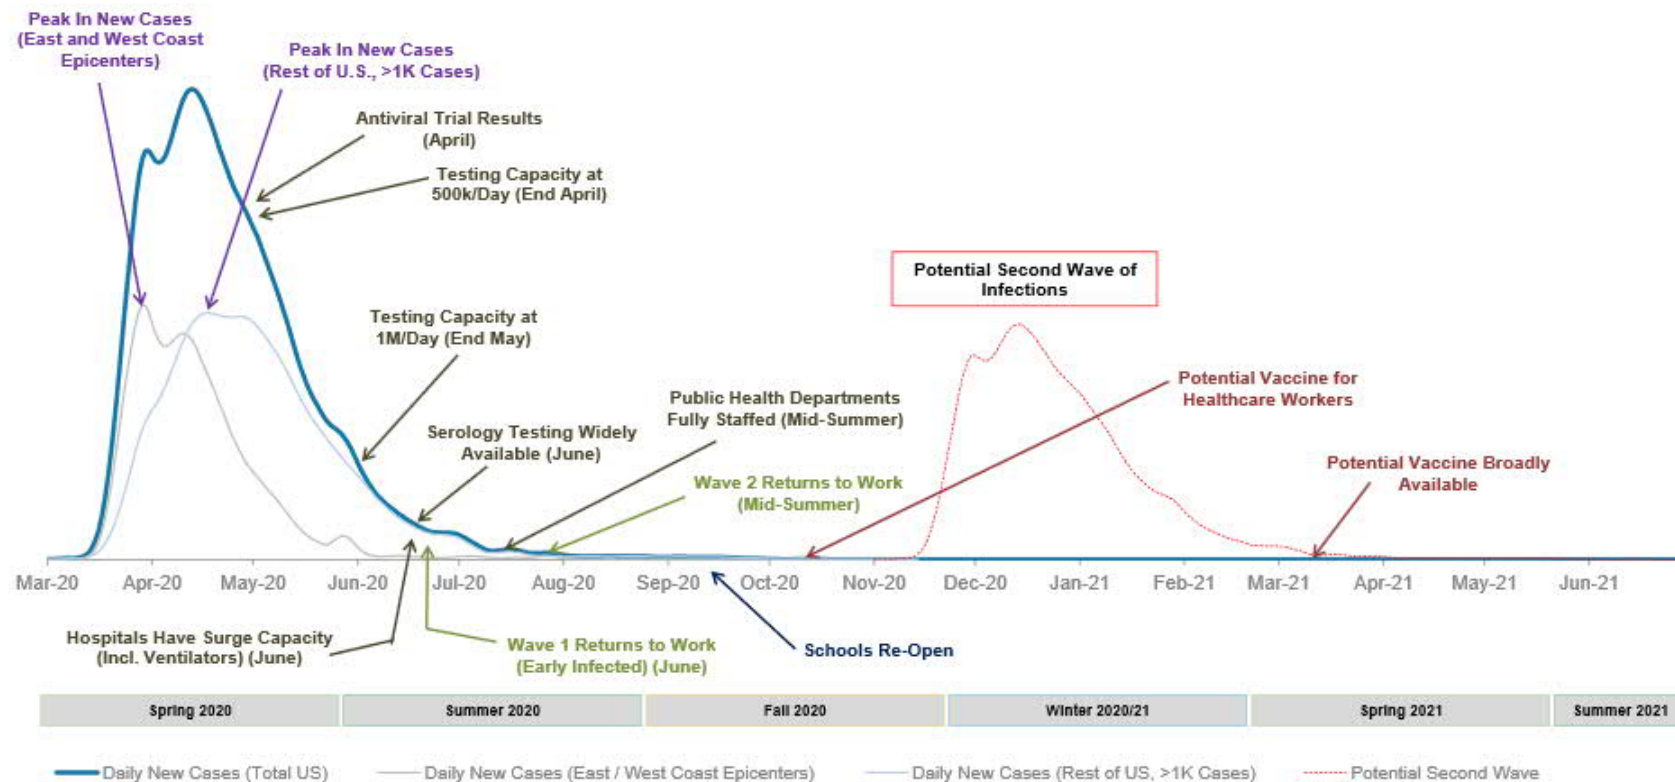 Peak In New Cases
(East and West Coast
Epicenters)
Peak In New Cases
(Rest of U.S., >1K Cases)
Antiviral Trial Results
(April)
Testing Capacity at
500k/Day (End April)
Potential Second Wave of
Infections
Testing Capacity at
1M/Day (End May)
Potential Vaccine for
Healthcare Workers
Public Health Departments
Fully Staffed (Mid-Summer)
Serology Testing Widely
Available (June)
Potential Vaccine Broadly
Available
Wave 2 Returns to Work
(Mid-Summer)
Mar-20 Apr-20 May-20 Jun-20 Jul-20 Aug-20 Sep-20 Oct-20 Nov-20 Dec-20 Jan-21 Feb-21 Mar-21 Apr-21 May-21 Jun-21
Hospitals Have Surge Capacity
(Incl. Ventilators) (June)
Wave 1 Returns to Work
(Early Infected) (June)
Schools Re-Open
Spring 2020 Summer 2020 Fall 2020 Winter 2020/21 Spring 2021 Summer 2021
Daily New Cases (Total US) Daily New Cases (East / West Coast Epicenters) Daily New Cases (Rest of US, >1K Cases) Potential Second Wave